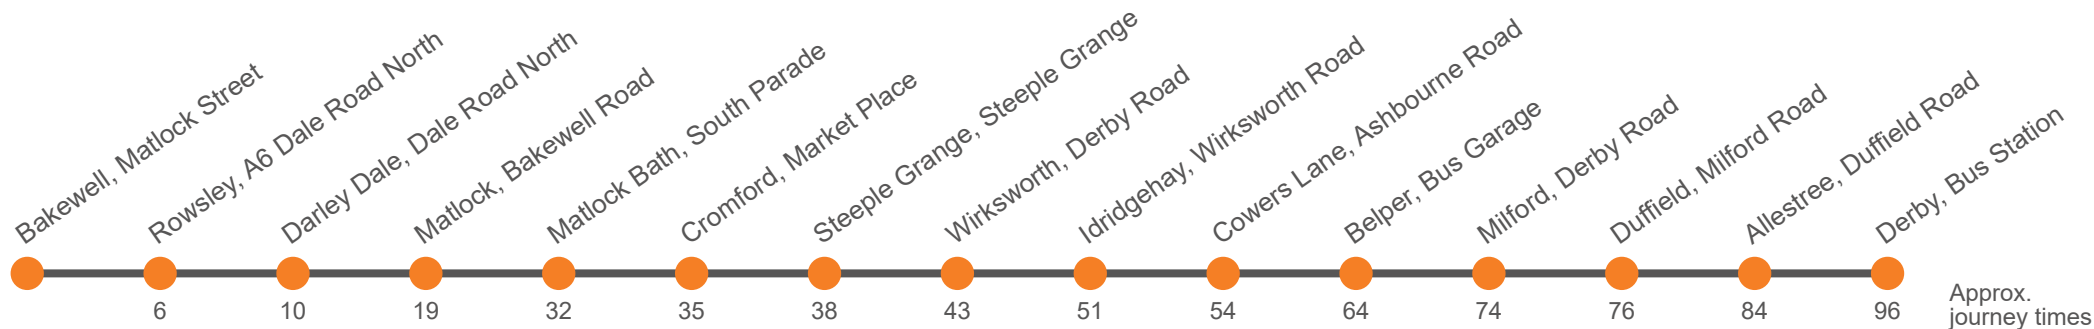 Bakewell, Matlock Street
Rowsley, A6 Dale Road North
Darley Dale, Dale Road North
Matlock, Bakewell Road
Matlock Bath, South Parade
Cromford, Market Place
Steeple Grange, Steeple Grange
Wirksworth, Derby Road
Idridgehay, Wirksworth Road
Cowers Lane, Ashbourne Road
Belper, Bus Garage
Milford, Derby Road
Duffield, Milford Road
Allestree, Duffield Road
Derby, Bus Station
6 10 19 32 35 38 43 51 54 64 74 76 84 96
Approx.
journey times